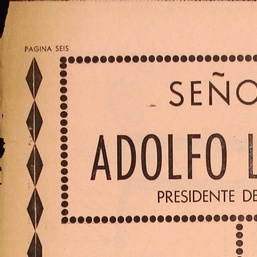 PAGINA SEIS
SEÑO
ADOLFO L
PRESIDENTE DE